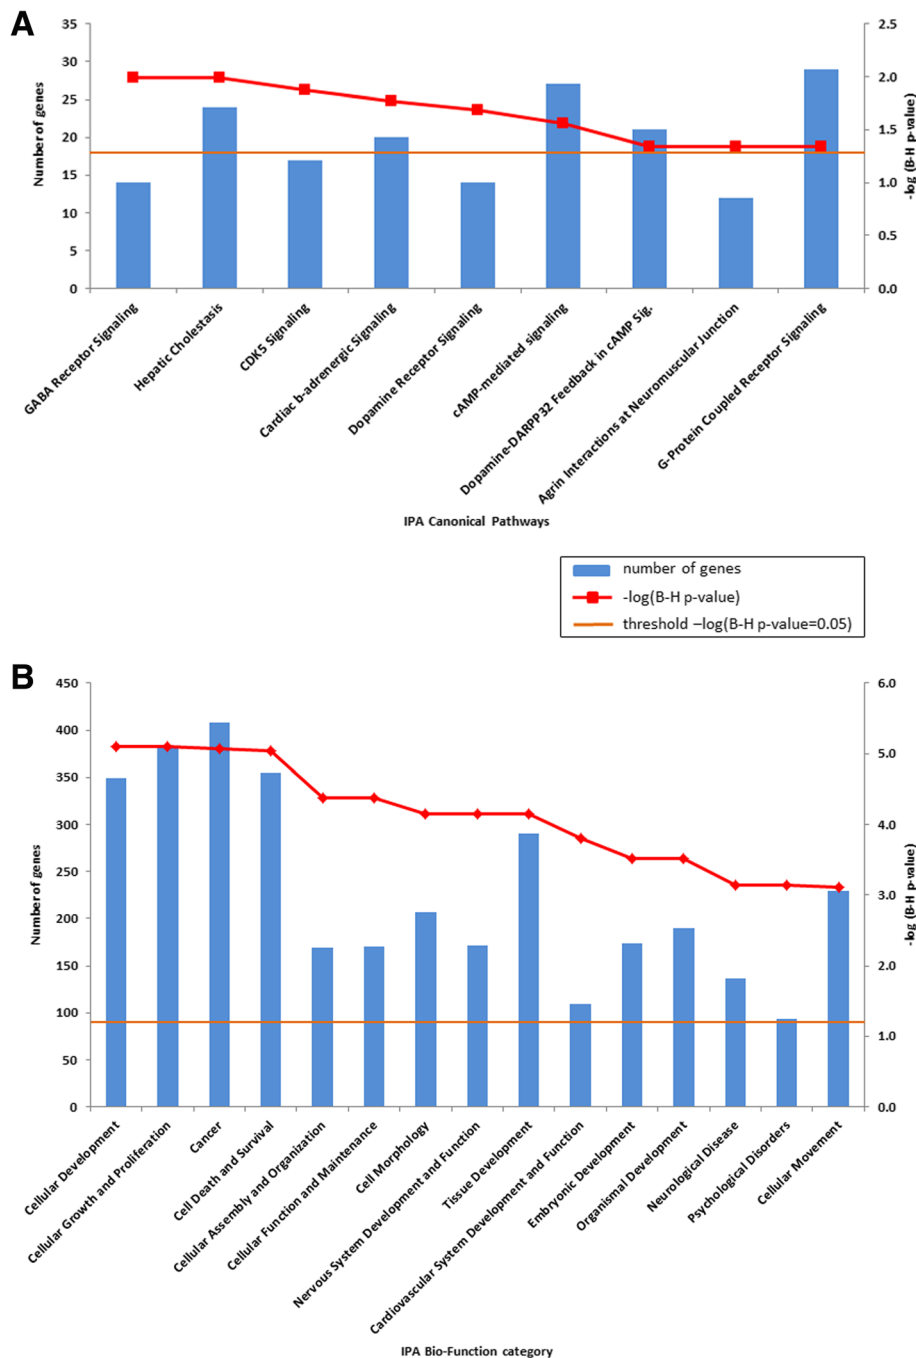 A
35
30
25
20
15
10
5
0
Number of genes
2.5
2.0
1.5
1.0
0.5
0.0
-log (B-H p-value)
GABA Receptor Signaling
Hepatic Cholestasis
CDK5 Signaling
Cardiac b-adrenergic Signaling
Dopamine Receptor Signaling
cAMP-mediated signaling
Dopamine-DARPP32 Feedback in cAMP Sig.
Agrin Interactions at Neuromuscular Junction
G-Protein Coupled Receptor Signaling
IPA Canonical Pathways
number of genes
-log(B-H p-value)
threshold –log(B-H p-value=0.05)
B
450
400
350
300
250
200
150
100
50
0
Number of genes
6.0
5.0
4.0
3.0
2.0
1.0
0.0
-log (B-H p-value)
Cellular Development
Cellular Growth and Proliferation
Cancer
Cell Death and Survival
Cellular Assembly and Organization
Cellular Function and Maintenance
Cell Morphology
Nervous System Development and Function
Tissue Development
Cardiovascular System Development and Function
Embryonic Development
Organismal Development
Neurological Disease
Psychological Disorders
Cellular Movement
IPA Bio-Function category